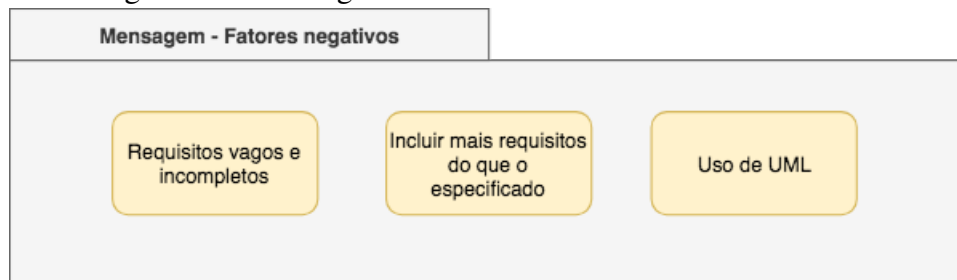 Mensagem - Fatores negativos
Requisitos vagos e
incompletos
Incluir mais requisitos
do que o
especificado
Uso de UML